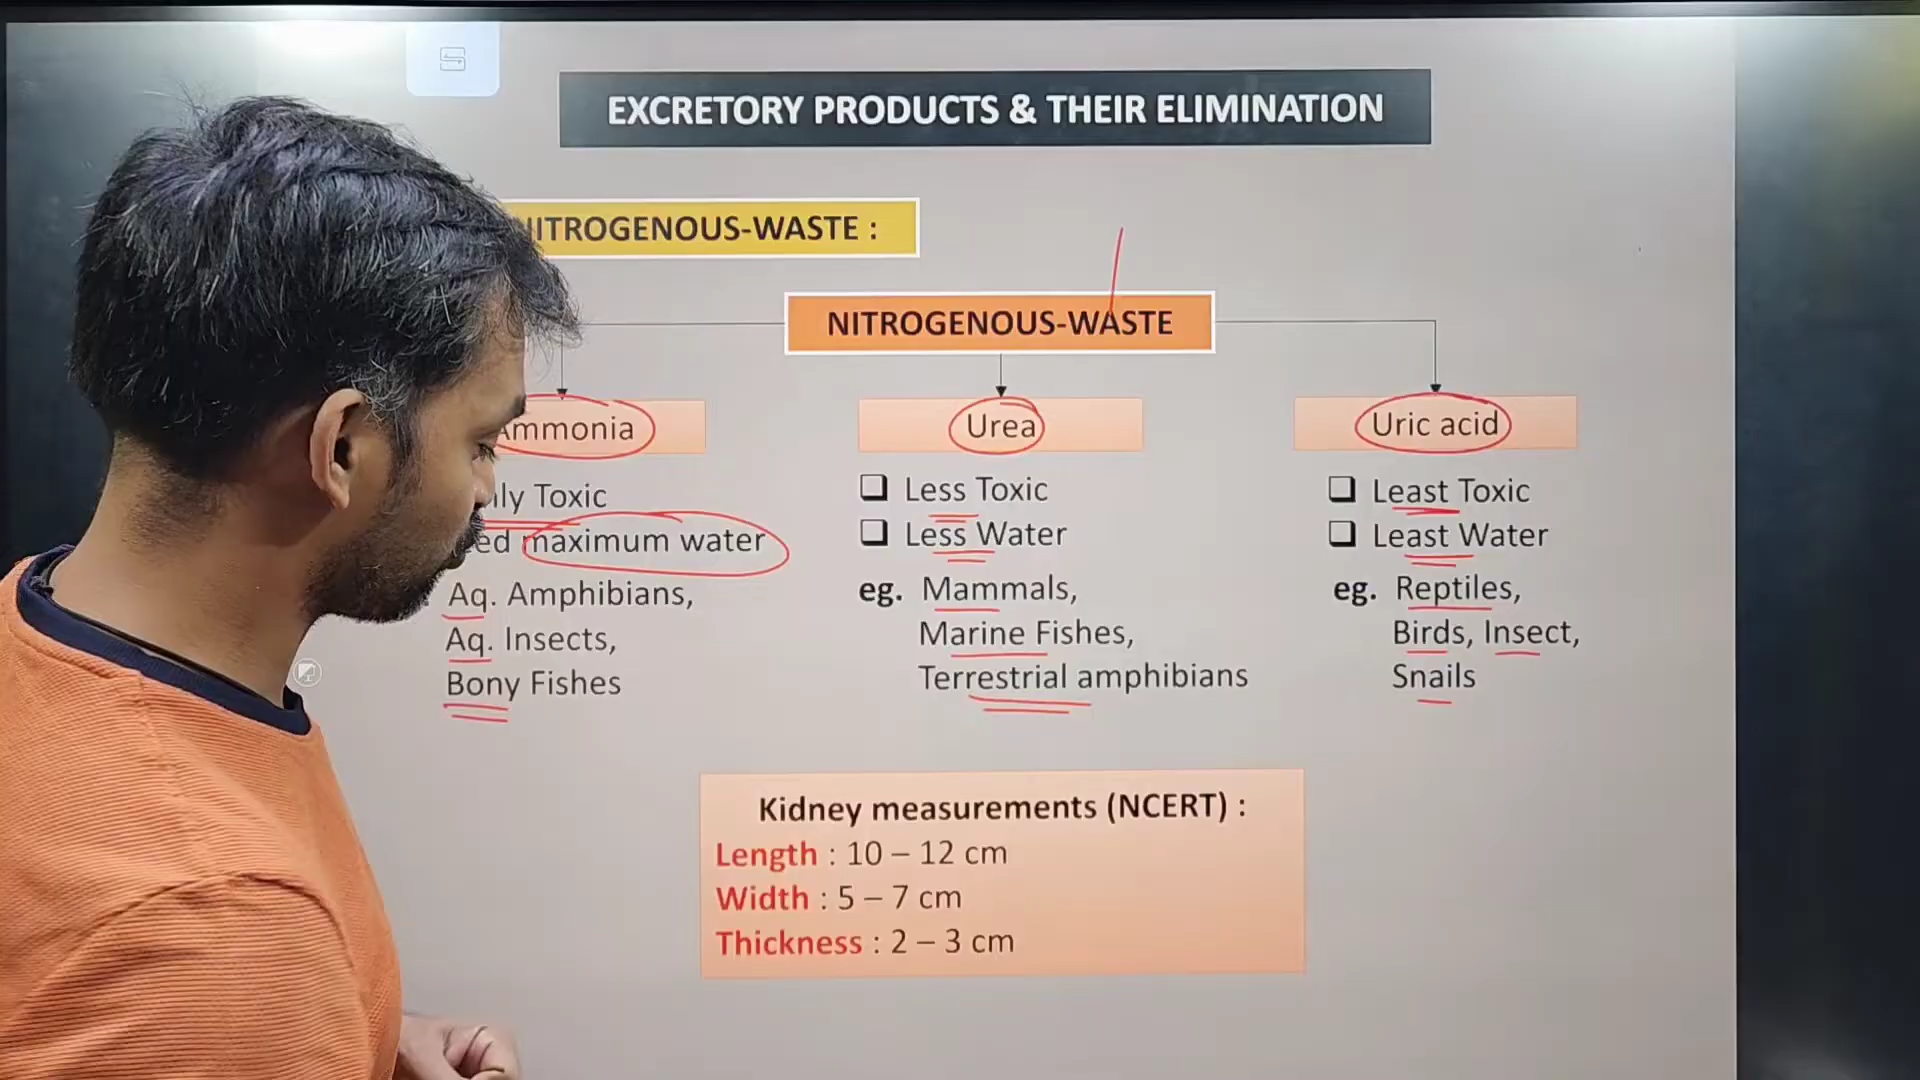 EXCRETORY PRODUCTS & THEIR ELIMINATION
NITROGENOUS-WASTE :
NITROGENOUS-WASTE
Ammonia
Urea
Uric acid
Toxic
maximum water
Aq. Amphibians,
Aq. Insects,
Bony Fishes
❑ Less Toxic
❑ Less Water
eg. Mammals,
Marine Fishes,
Terrestrial amphibians
❑ Least Toxic
❑ Least Water
eg. Reptiles,
Birds, Insect,
Snails
Kidney measurements (NCERT) :
Length : 10 – 12 cm
Width : 5 – 7 cm
Thickness : 2 – 3 cm